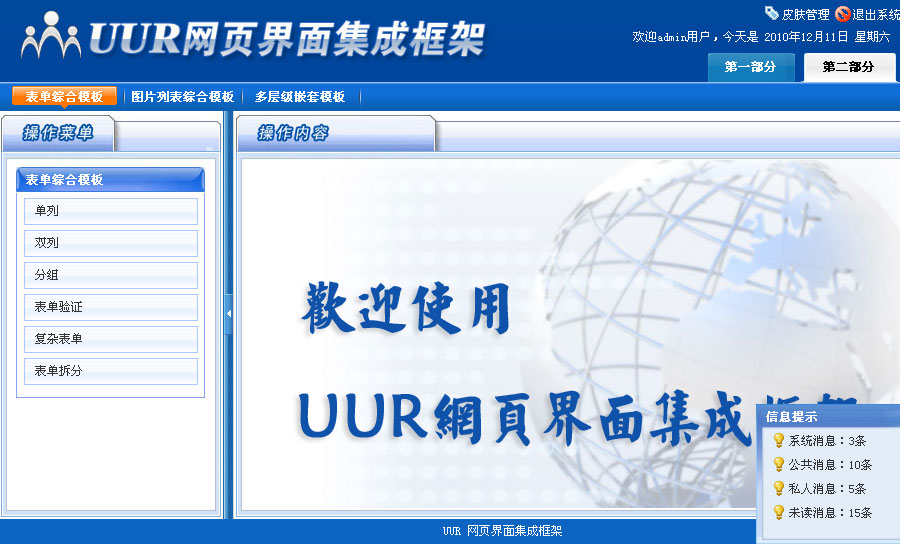 UUR网页界面集成框架
皮肤管理 退出系统
欢迎admin用户，今天是 2010年12月11日 星期六
第一部分 第二部分
表单综合模板 图片列表综合模板 多层级嵌套模板
操作菜单
表单综合模板
单列
双列
分组
表单验证
复杂表单
表单拆分
操作内容
歡迎使用
UUR網頁界面集成框架
信息提示
系统消息：3条
公共消息：10条
私人消息：5条
未读消息：15条
UUR 网页界面集成框架